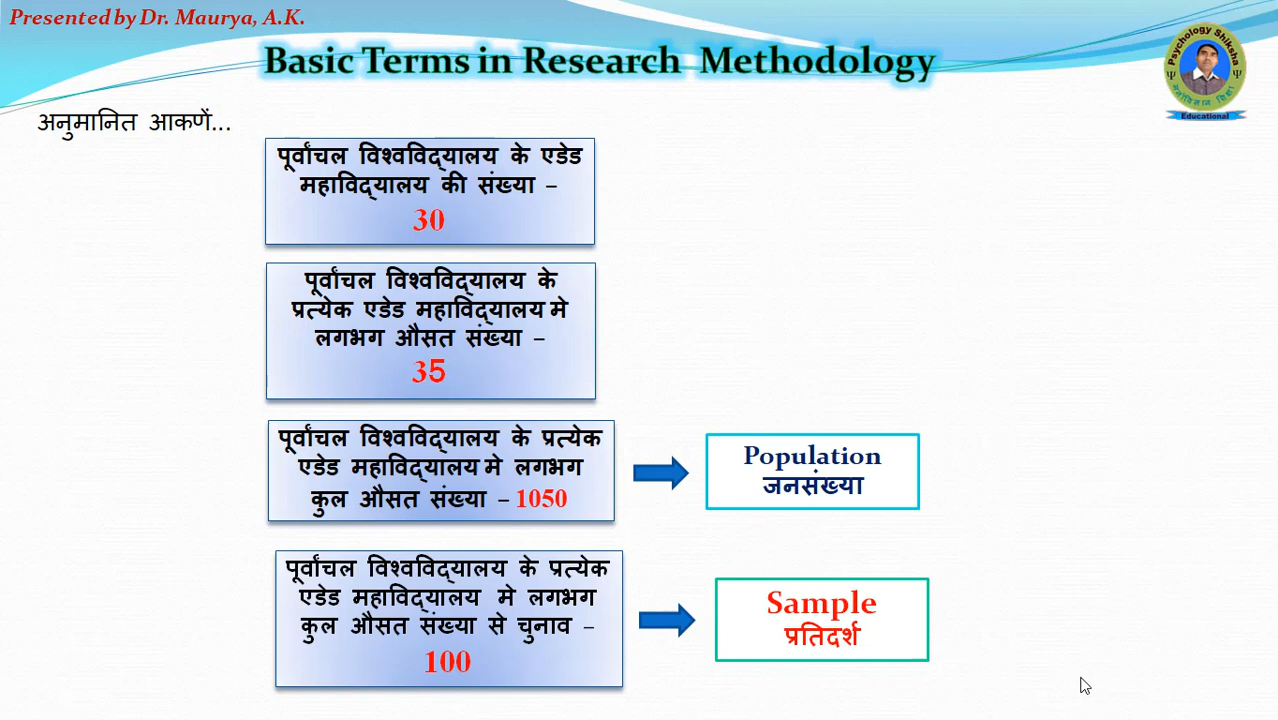 Presented by Dr. Maurya, A.K.
Basic Terms in Research Methodology
Psychology Shiksha
Ψ Ψ
मनोविज्ञान शिक्षा
Educational
अनुमानित आकणें...
पूर्वांचल विश्वविद्यालय के एडेड
महाविद्यालय की संख्या –
30
पूर्वांचल विश्वविद्यालय के
प्रत्येक एडेड महाविद्यालय मे
लगभग औसत संख्या –
35
पूर्वांचल विश्वविद्यालय के प्रत्येक
एडेड महाविद्यालय मे लगभग
कुल औसत संख्या – 1050
Population
जनसंख्या
पूर्वांचल विश्वविद्यालय के प्रत्येक
एडेड महाविद्यालय मे लगभग
कुल औसत संख्या से चुनाव –
100
Sample
प्रतिदर्श